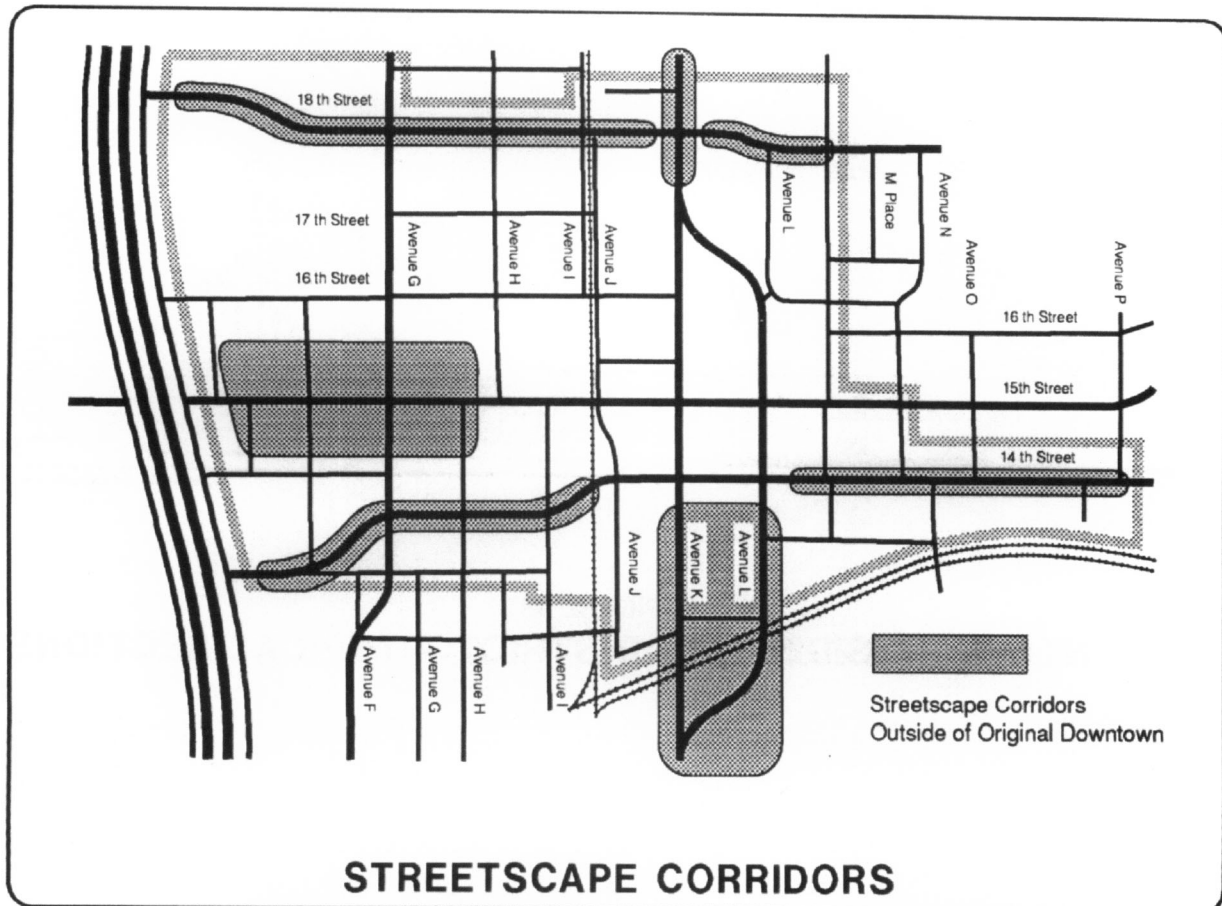 18 th Street
17 th Street
16 th Street
Avenue G
Avenue H
Avenue I
Avenue J
Avenue L
M Place
Avenue N
Avenue O
Avenue P
16 th Street
15th Street
14 th Street
Avenue J
Avenue K
Avenue L
Avenue F
Avenue G
Avenue H
Avenue I
Streetscape Corridors
Outside of Original Downtown
STREETSCAPE CORRIDORS